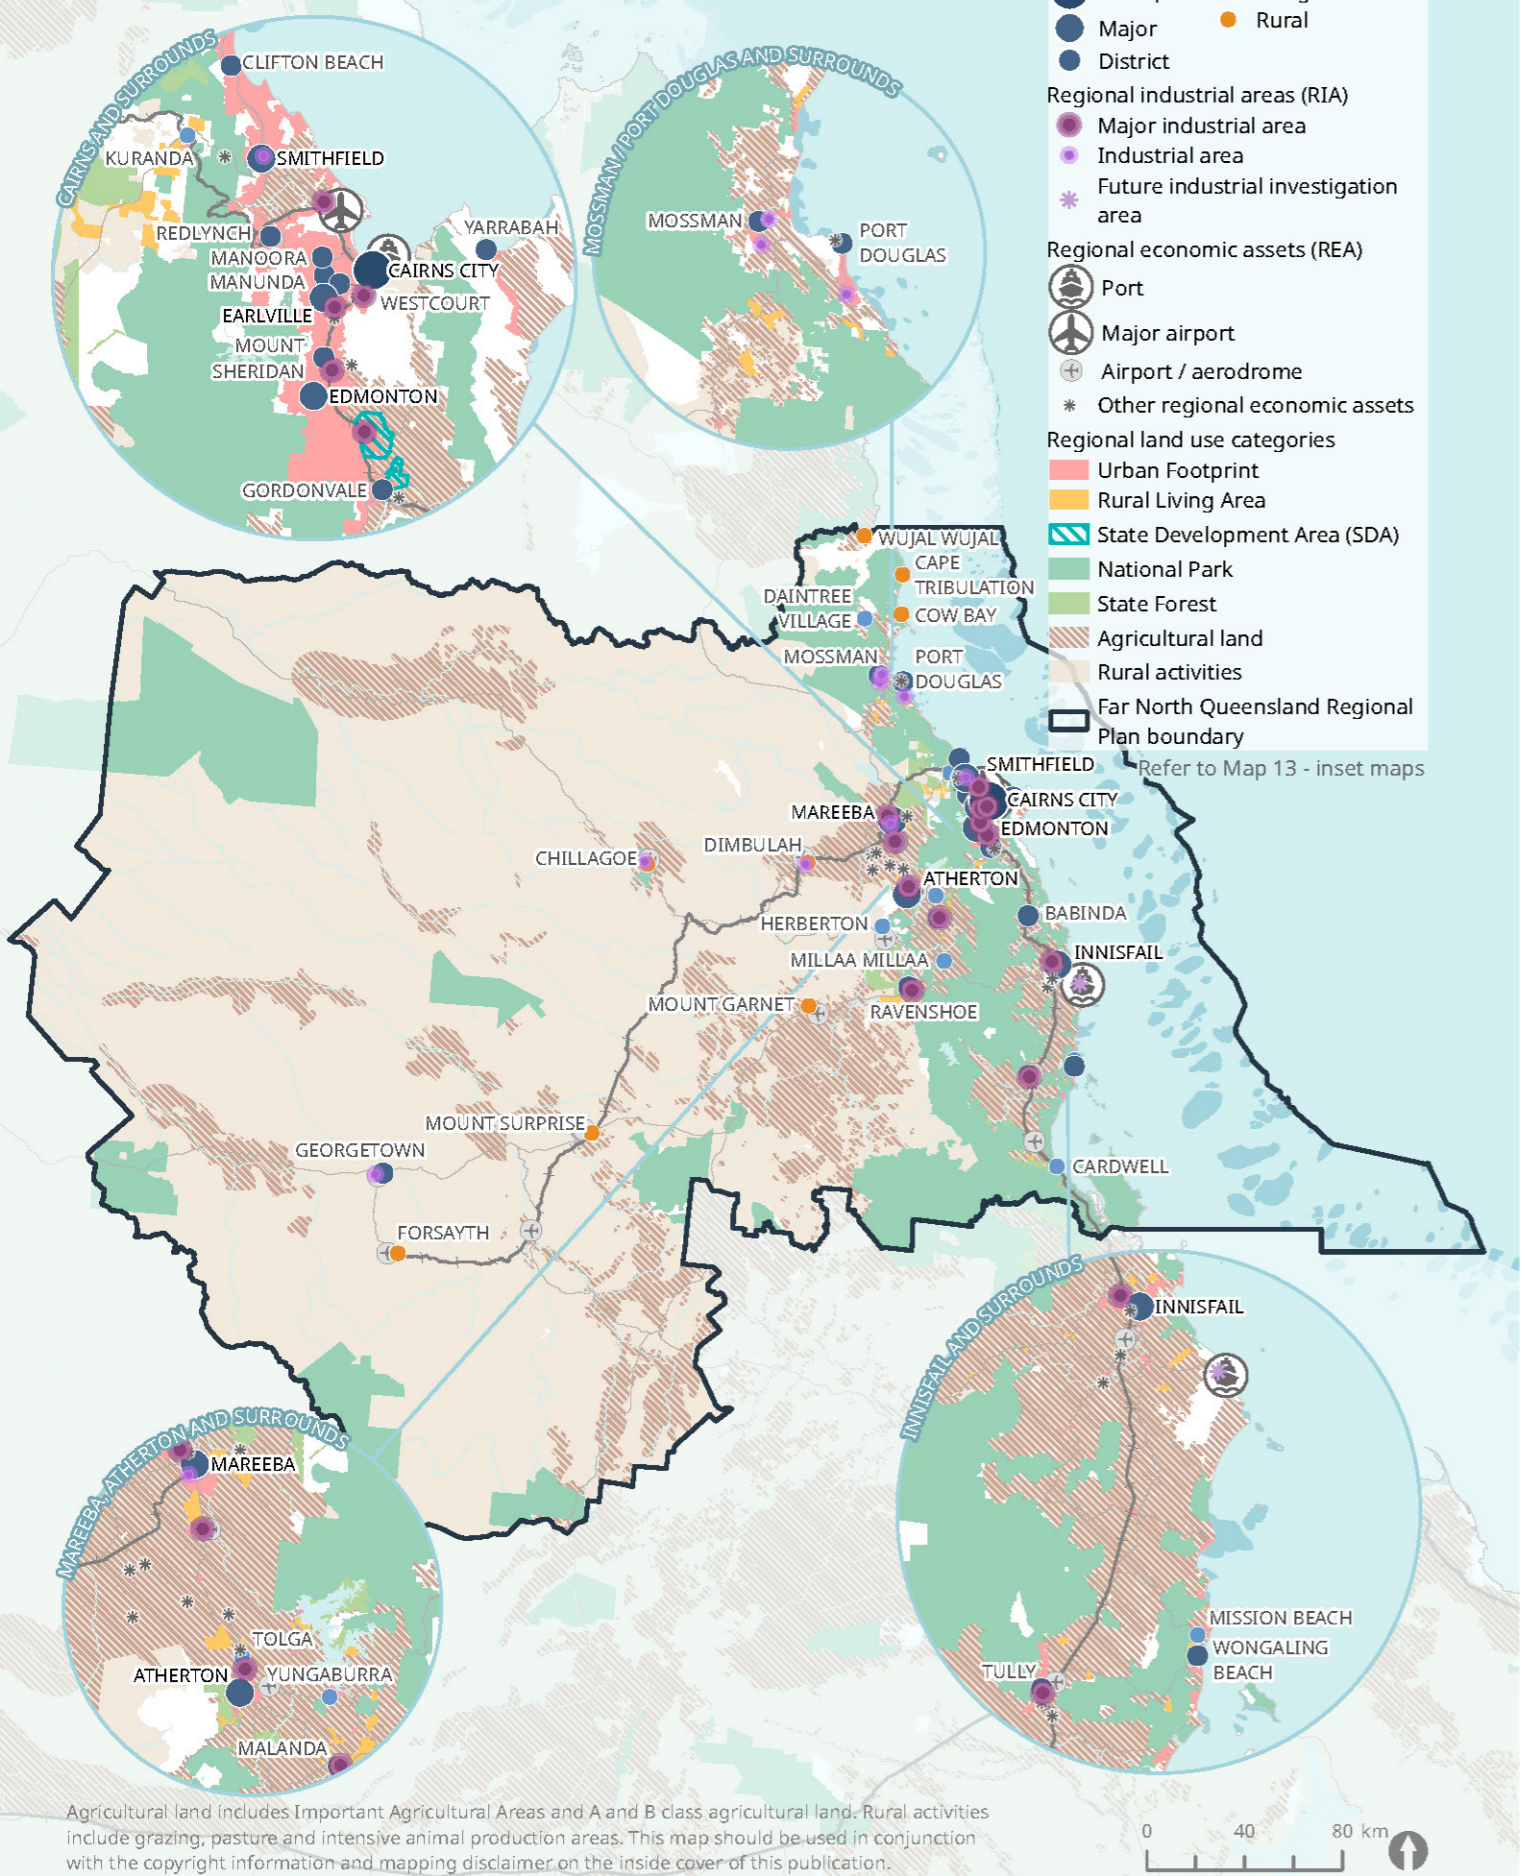 Major
Rural
District
Regional industrial areas (RIA)
Major industrial area
Industrial area
Future industrial investigation
area
Regional economic assets (REA)
Port
Major airport
Airport / aerodrome
Other regional economic assets
Regional land use categories
Urban Footprint
Rural Living Area
State Development Area (SDA)
National Park
State Forest
Agricultural land
Rural activities
Far North Queensland Regional
Plan boundary
Refer to Map 13 - inset maps
CAIRNS AND SURROUNDS
CLIFTON BEACH
KURANDA
SMITHFIELD
REDLYNCH
YARRABAH
MANOORA
CAIRNS CITY
MANUNDA
WESTCOURT
EARLVILLE
MOUNT
SHERIDAN
EDMONTON
GORDONVALE
MOSSMAN / PORT DOUGLAS AND SURROUNDS
MOSSMAN
PORT
DOUGLAS
WUJAL WUJAL
CAPE
TRIBULATION
DAINTREE
VILLAGE
COW BAY
MOSSMAN
PORT
DOUGLAS
SMITHFIELD
CAIRNS CITY
MAREEBA
EDMONTON
DIMBULAH
CHILLAGOE
ATHERTON
HERBERTON
BABINDA
INNISFAIL
MILLAA MILLAA
MOUNT GARNET
RAVENSHOE
MOUNT SURPRISE
GEORGETOWN
CARDWELL
FORSAYTH
MAREEBA, ATHERTON AND SURROUNDS
MAREEBA
TOLGA
ATHERTON
YUNGABURRA
MALANDA
INNISFAIL AND SURROUNDS
INNISFAIL
MISSION BEACH
WONGALING
BEACH
TULLY
Agricultural land includes Important Agricultural Areas and A and B class agricultural land. Rural activities
include grazing, pasture and intensive animal production areas. This map should be used in conjunction
with the copyright information and mapping disclaimer on the inside cover of this publication.
0 40 80 km